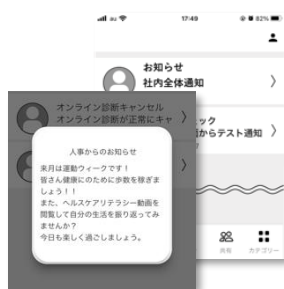 au 17:49 82%
お知らせ
社内全体通知
オンライン診断キャンセル
オンライン診断が正常にキャ
ック
からテスト通知
人事からのお知らせ
来月は運動ウィークです！
皆さん健康にのために歩数を稼ぎま
しょう！！
また、ヘルスケアリテラシー動画を
閲覧して自分の生活を振り返ってみ
ませんか？
今日も楽しく過ごしましょう。
共有 カテゴリー